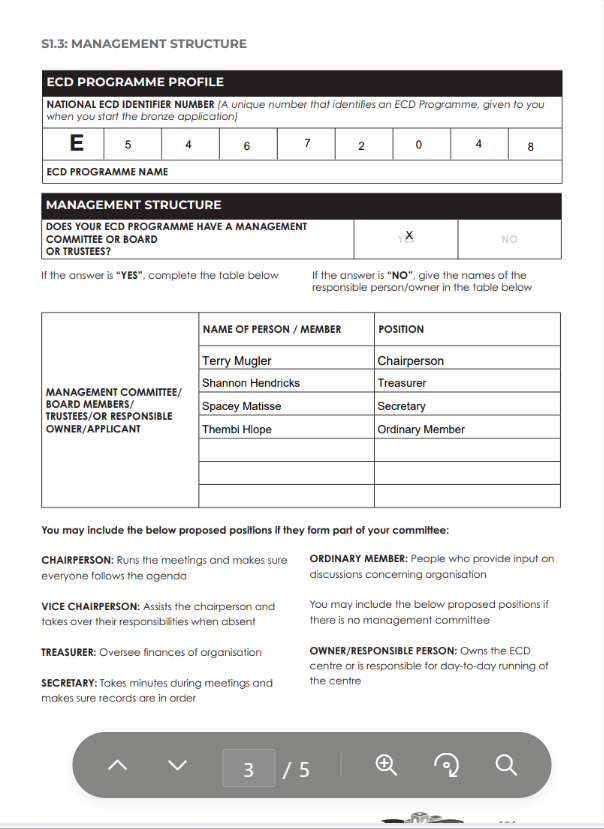 S1.3: MANAGEMENT STRUCTURE
ECD PROGRAMME PROFILE
NATIONAL ECD IDENTIFIER NUMBER (A unique number that identifies an ECD Programme, given to you
when you start the bronze application)
E 5 4 6 7 2 0 4 8
ECD PROGRAMME NAME
MANAGEMENT STRUCTURE
DOES YOUR ECD PROGRAMME HAVE A MANAGEMENT
COMMITTEE OR BOARD
OR TRUSTEES?
YES X NO
If the answer is “YES”, complete the table below
If the answer is “NO”, give the names of the
responsible person/owner in the table below
NAME OF PERSON / MEMBER POSITION
MANAGEMENT COMMITTEE/
BOARD MEMBERS/
TRUSTEES/OR RESPONSIBLE
OWNER/APPLICANT
Terry Mugler Chairperson
Shannon Hendricks Treasurer
Spacey Matisse Secretary
Thembi Hlope Ordinary Member
You may include the below proposed positions if they form part of your committee:
CHAIRPERSON: Runs the meetings and makes sure
everyone follows the agenda
VICE CHAIRPERSON: Assists the chairperson and
takes over their responsibilities when absent
TREASURER: Oversee finances of organisation
SECRETARY: Takes minutes during meetings and
makes sure records are in order
ORDINARY MEMBER: People who provide input on
discussions concerning organisation
You may include the below proposed positions if
there is no management committee
OWNER/RESPONSIBLE PERSON: Owns the ECD
centre or is responsible for day-to-day running of
the centre
3 / 5